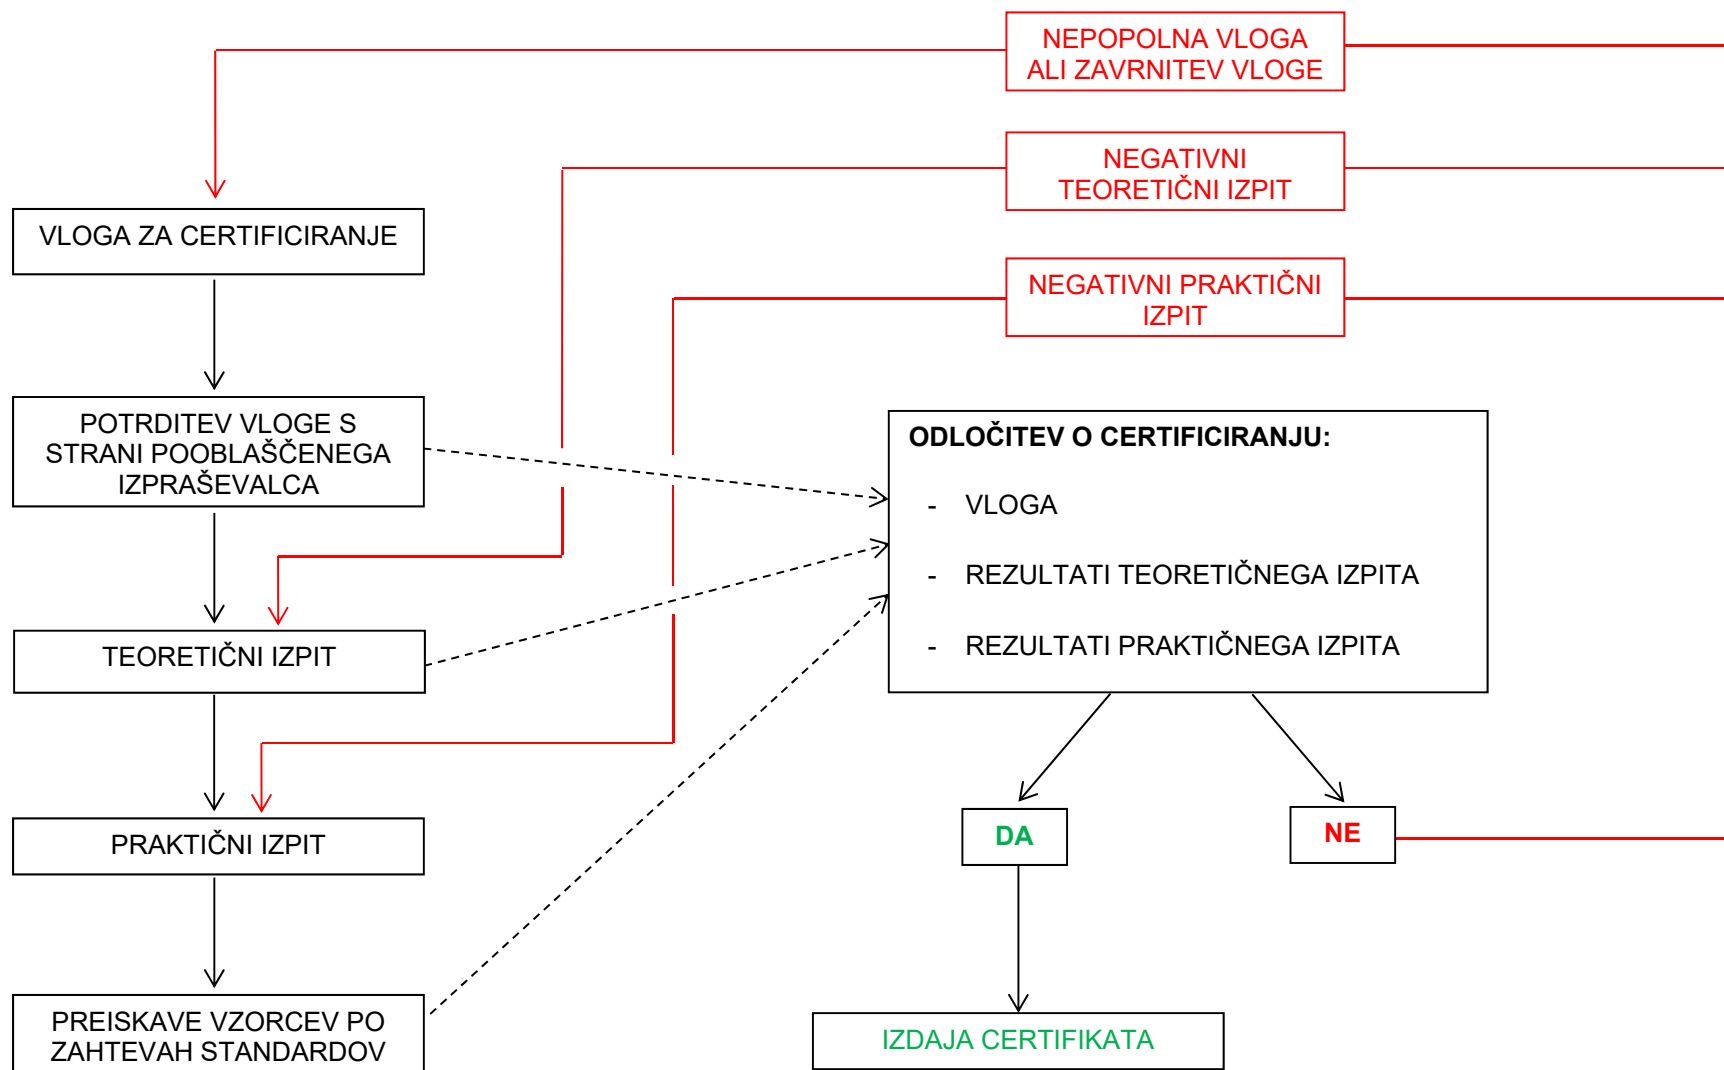 NEPOPOLNA VLOGA
ALI ZAVRNITEV VLOGE
NEGATIVNI
TEORETIČNI IZPIT
VLOGA ZA CERTIFICIRANJE
NEGATIVNI PRAKTIČNI
IZPIT
POTRDITEV VLOGE S
STRANI POOBLAŠČENEGA
IZPRAŠEVALCA
ODLOČITEV O CERTIFICIRANJU:
- VLOGA
- REZULTATI TEORETIČNEGA IZPITA
- REZULTATI PRAKTIČNEGA IZPITA
TEORETIČNI IZPIT
PRAKTIČNI IZPIT
DA
NE
PREISKAVE VZORCEV PO
ZAHTEVAH STANDARDOV
IZDAJA CERTIFIKATA